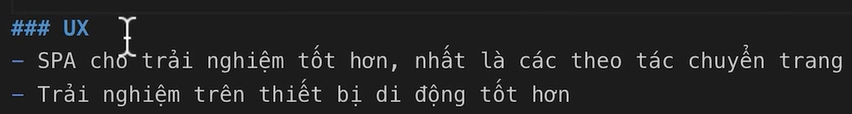 ### UX
- SPA cho trải nghiệm tốt hơn, nhất là các theo tác chuyển trang
- Trải nghiệm trên thiết bị di động tốt hơn